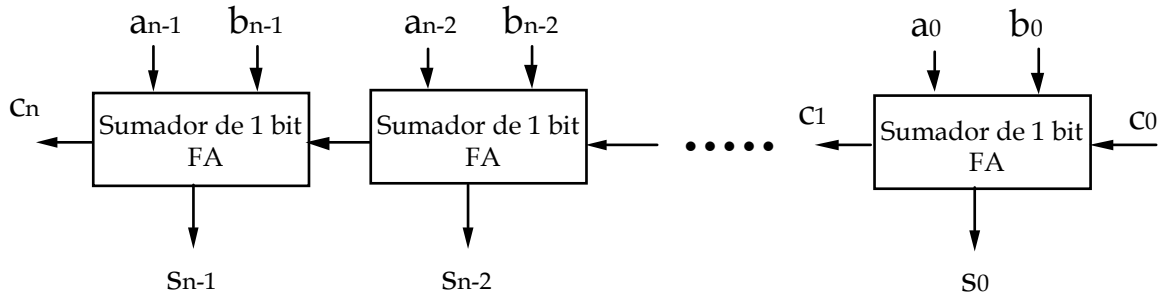 an-1 bn-1 an-2 bn-2 a0 b0
cn Sumador de 1 bit FA Sumador de 1 bit FA c1 Sumador de 1 bit FA c0
sn-1 sn-2 s0